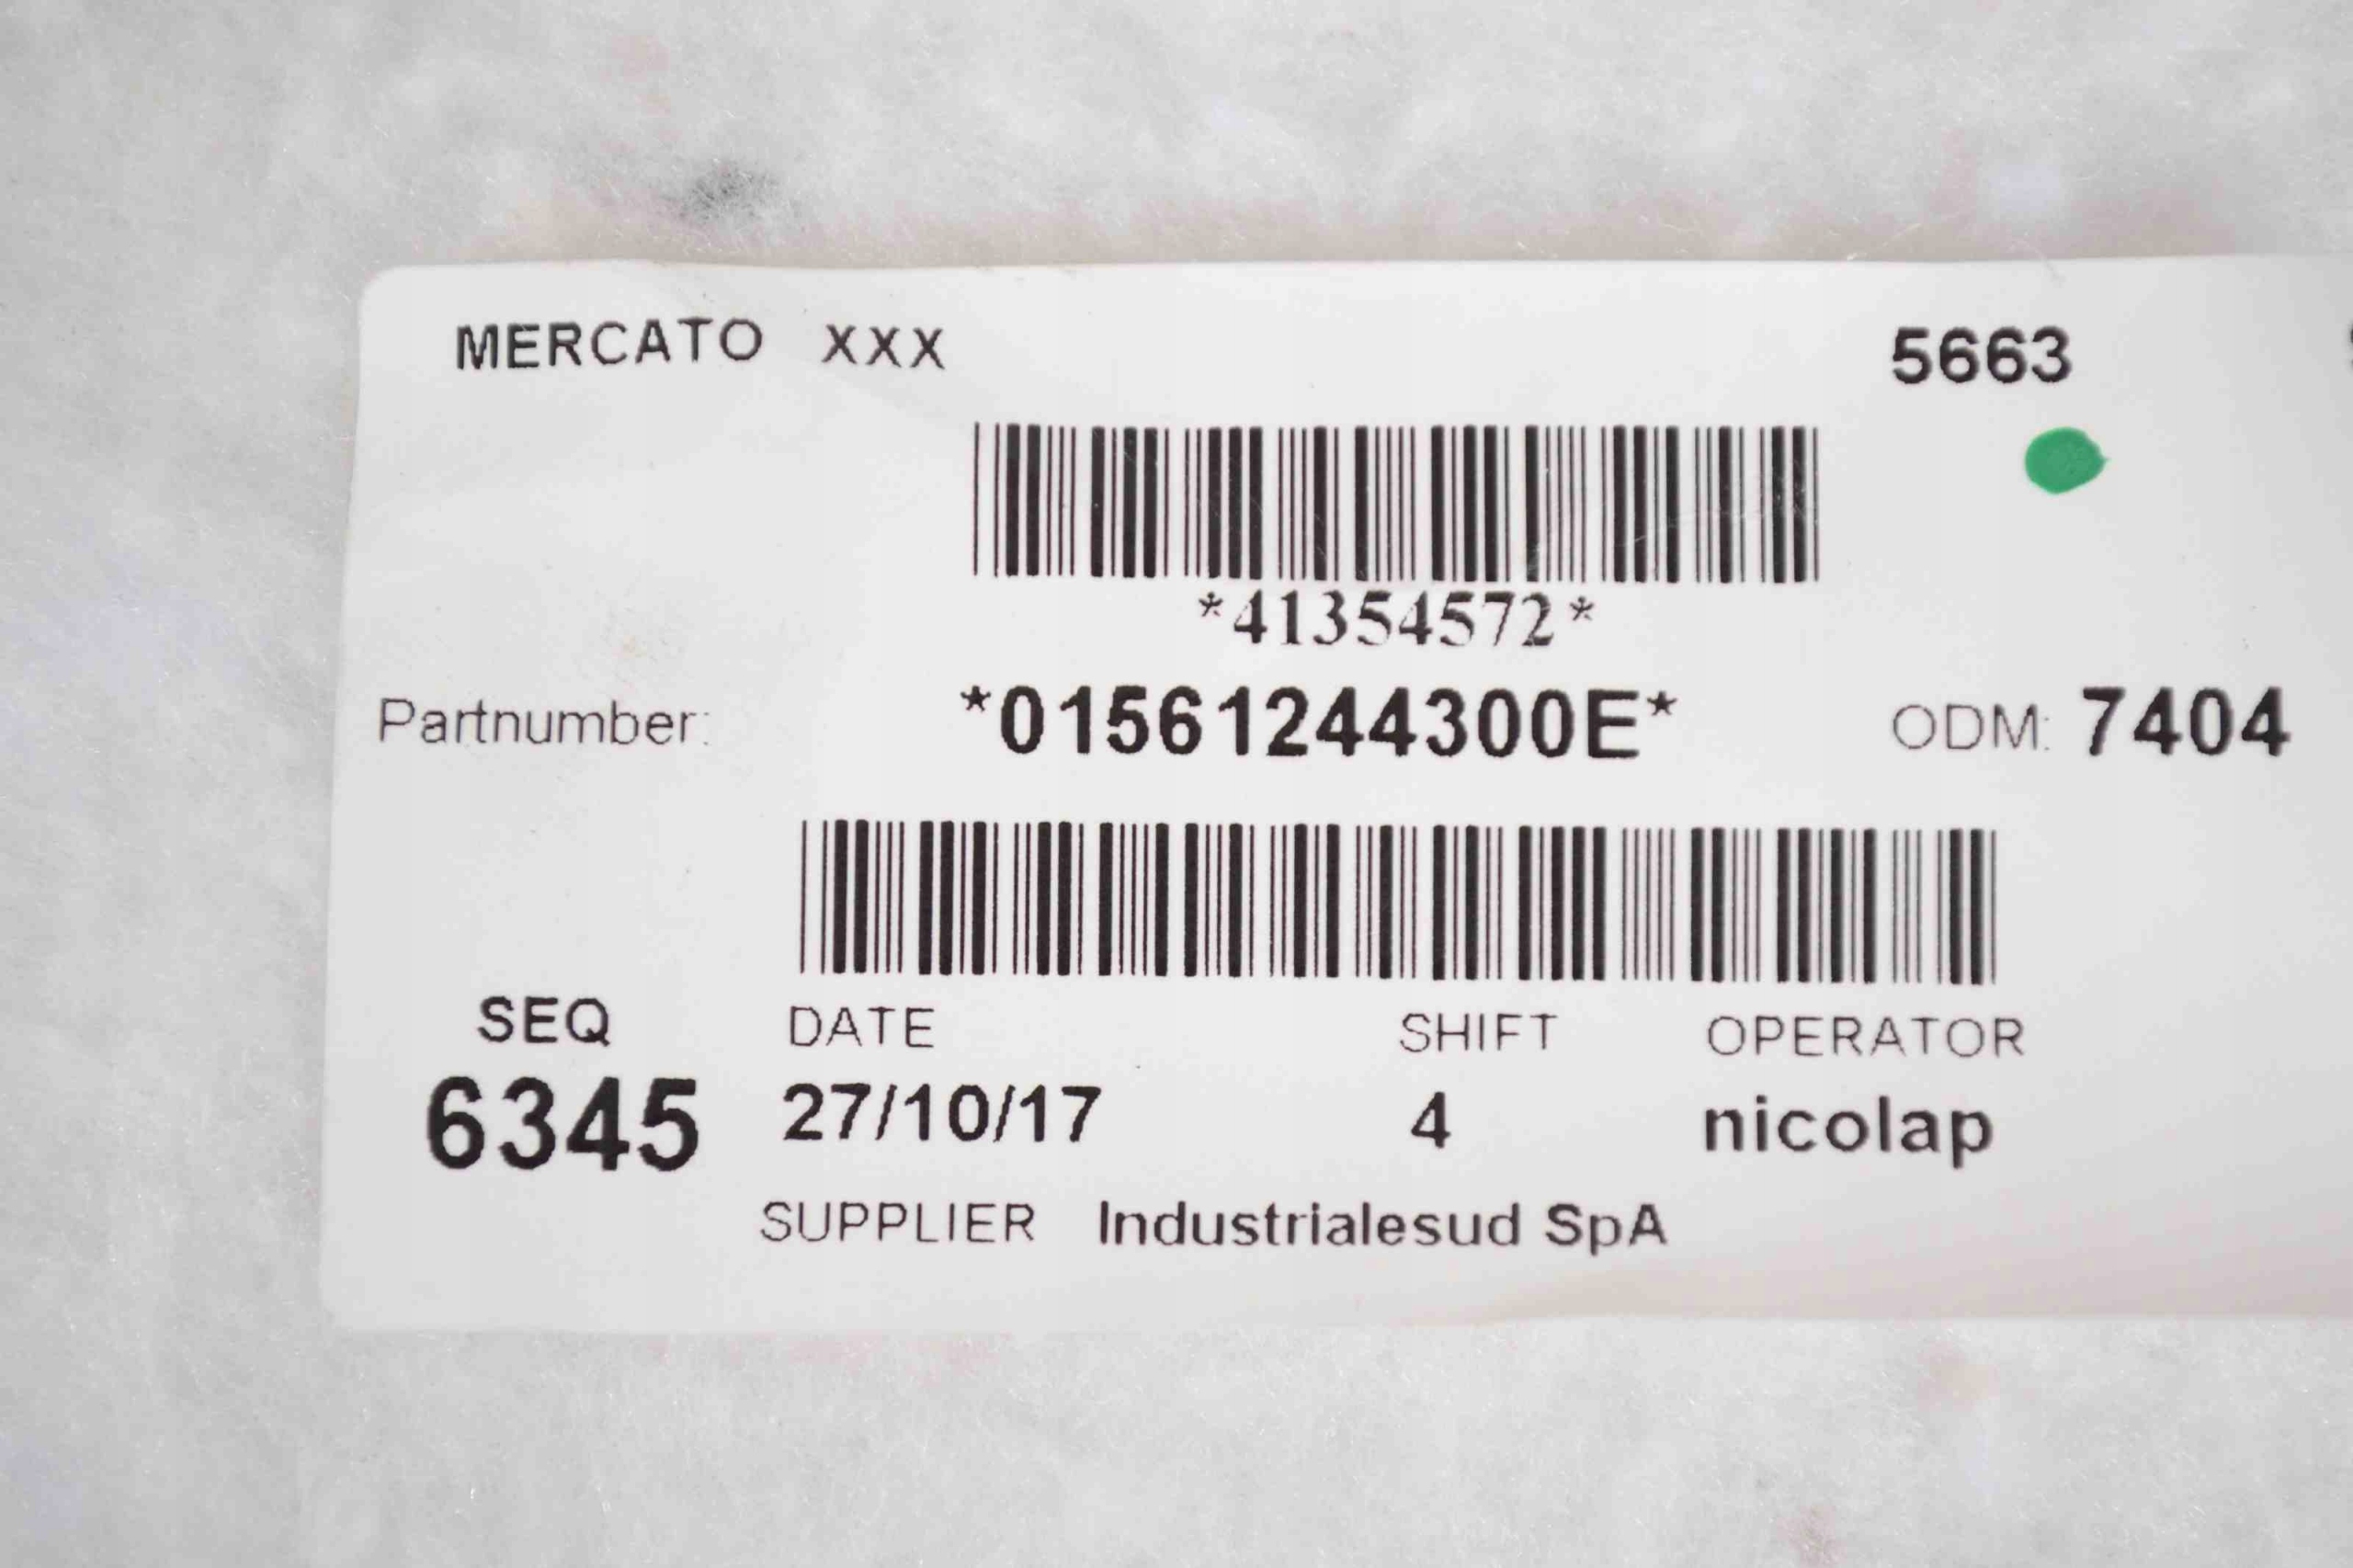 MERCATO XXX 5663
*41354572*
Partnumber: *01561244300E* ODM: 7404
SEQ DATE SHIFT OPERATOR
6345 27/10/17 4 nicolap
SUPPLIER Industrialesud SpA